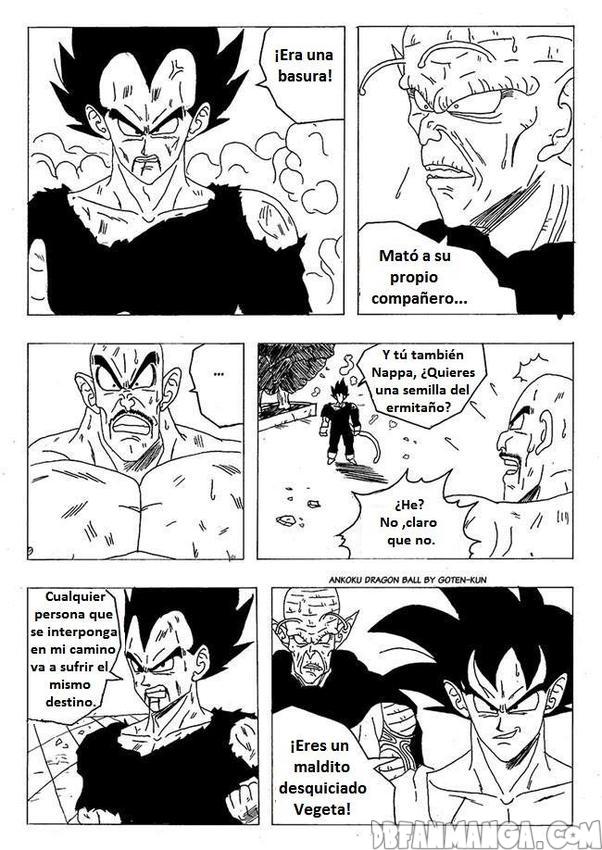 ¡Era una
basura!
Mató a su
propio
compañero...
...
Y tú también
Nappa, ¿Quieres
una semilla del
ermitaño?
¿He?
No ,claro
que no.
ANKOKU DRAGON BALL BY GOTEN-KUN
Cualquier
persona que
se interponga
en mi camino
va a sufrir el
mismo
destino.
¡Eres un
maldito
desquiciado
Vegeta!
DBFANMANGA.COM